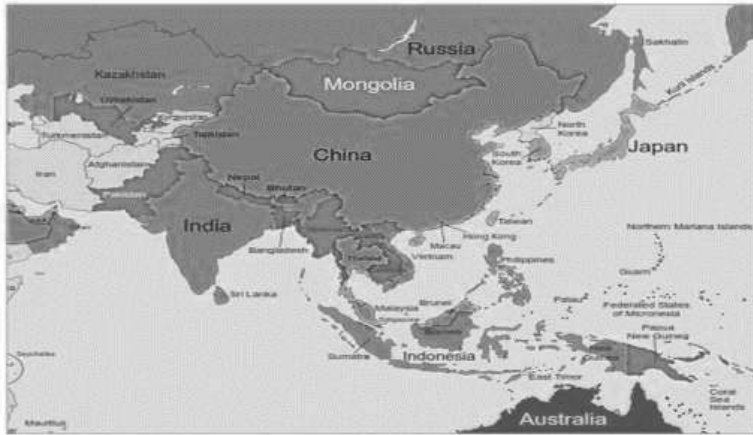 Russia
Sakhalin
Kazakhstan
Mongolia
Kuril Islands
Uzbekistan
Tajikistan
North
Korea
China
South
Korea
Japan
Afghanistan
Iran
Nepal
Bhutan
India
Taiwan
Hong Kong
Macau
Bangladesh
Vietnam
Northern Mariana Islands
Philippines
Guam
Sri Lanka
Palau
Federated States
of Micronesia
Malaysia
Brunei
Papua
New Guinea
Sumatra
Indonesia
East Timor
Coral
Sea
Islands
Australia
Mauritius